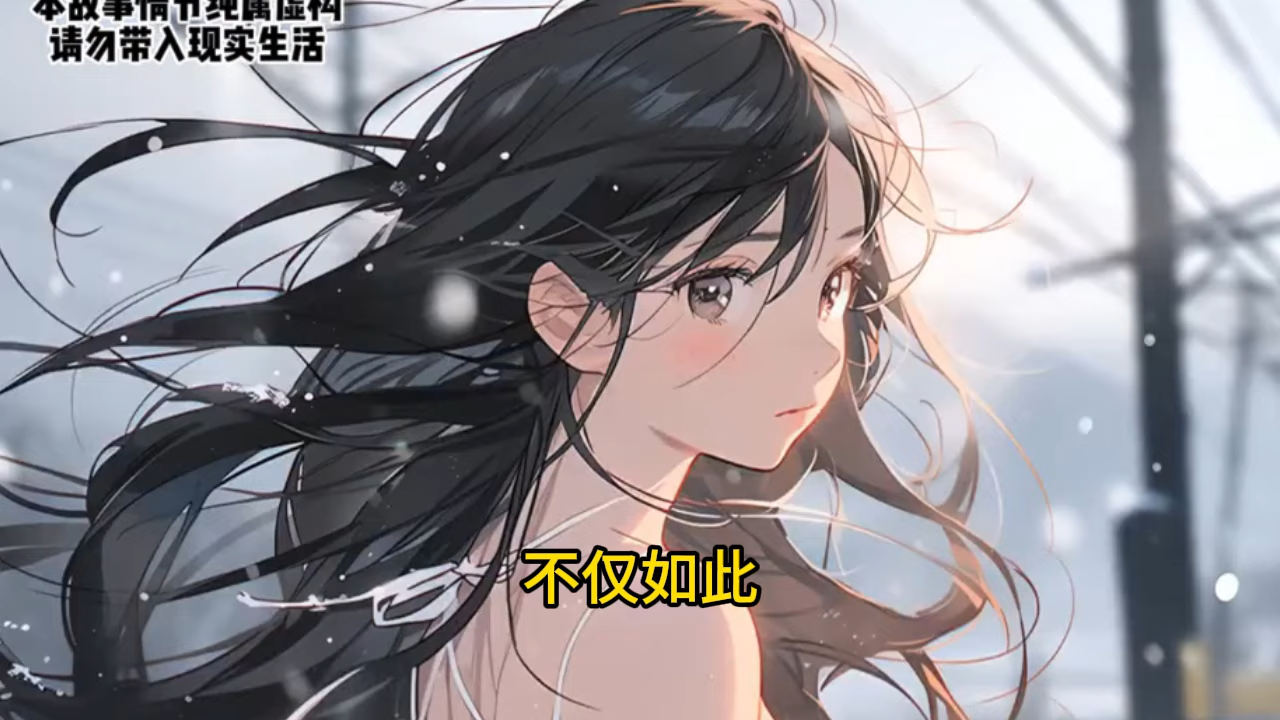 本故事情节纯属虚构
请勿带入现实生活
不仅如此